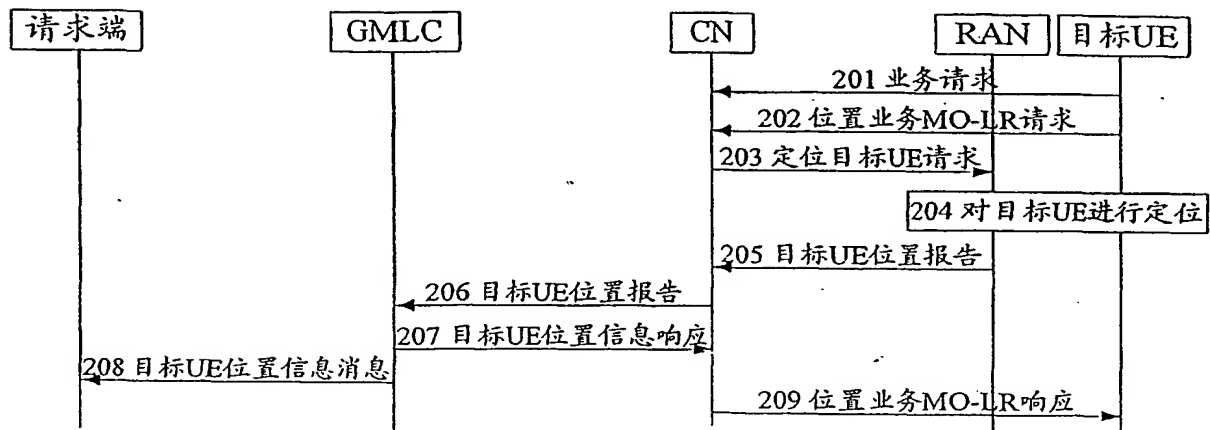 请求端
GMLC
CN
RAN
目标UE
201 业务请求
202 位置业务MO-LR请求
203 定位目标UE请求
204 对目标UE进行定位
205 目标UE位置报告
206 目标UE位置报告
207 目标UE位置信息响应
208 目标UE位置信息消息
209 位置业务MO-LR响应